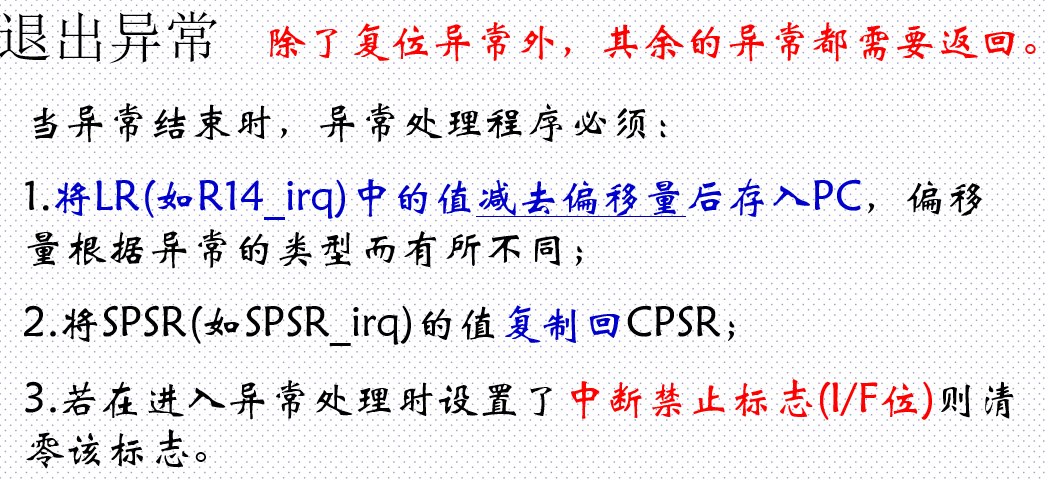 退出异常 除了复位异常外，其余的异常都需要返回。
当异常结束时，异常处理程序必须：
1.将LR(如R14_irq)中的值减去偏移量后存入PC，偏移
量根据异常的类型而有所不同；
2.将SPSR(如SPSR_irq)的值复制回CPSR；
3.若在进入异常处理时设置了中断禁止标志(I/F位)则清
零该标志。